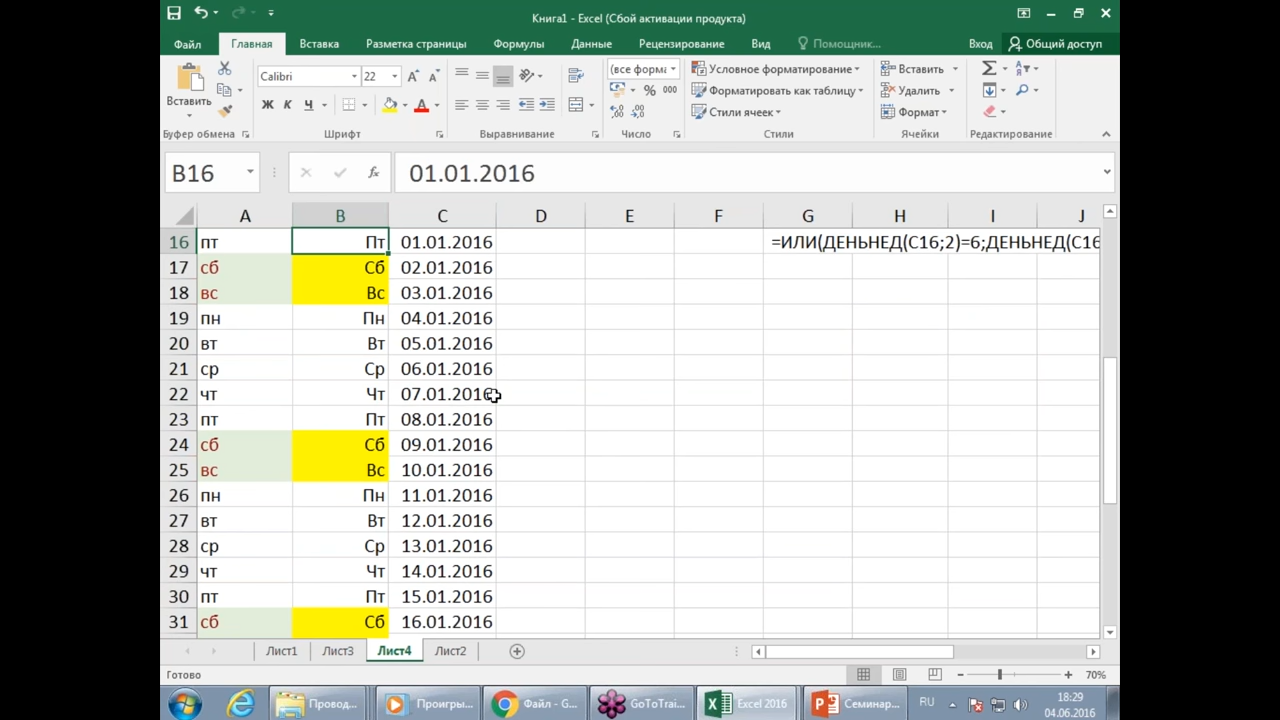 Книга1 - Excel (Сбой активации продукта)
Файл Главная Вставка Разметка страницы Формулы Данные Рецензирование Вид Помощник... Вход Общий доступ
Вставить
Calibri 22
Ж К Ч
(все форма
% 000
Условное форматирование
Форматировать как таблицу
Стили ячеек
Вставить
Удалить
Формат
Буфер обмена Шрифт Выравнивание Число Стили Ячейки Редактирование
B16 fx 01.01.2016
A B C D E F G H I J
16 пт Пт 01.01.2016 =ИЛИ(ДЕНЬНЕД(C16;2)=6;ДЕНЬНЕД(C16
17 сб Сб 02.01.2016
18 вс Вс 03.01.2016
19 пн Пн 04.01.2016
20 вт Вт 05.01.2016
21 ср Ср 06.01.2016
22 чт Чт 07.01.2016
23 пт Пт 08.01.2016
24 сб Сб 09.01.2016
25 вс Вс 10.01.2016
26 пн Пн 11.01.2016
27 вт Вт 12.01.2016
28 ср Ср 13.01.2016
29 чт Чт 14.01.2016
30 пт Пт 15.01.2016
31 сб Сб 16.01.2016
Лист1 Лист3 Лист4 Лист2
Готово 70%
Провод... Проигры... Файл - G... GoToTrai... Excel 2016 Семинар... RU 18:29
04.06.2016